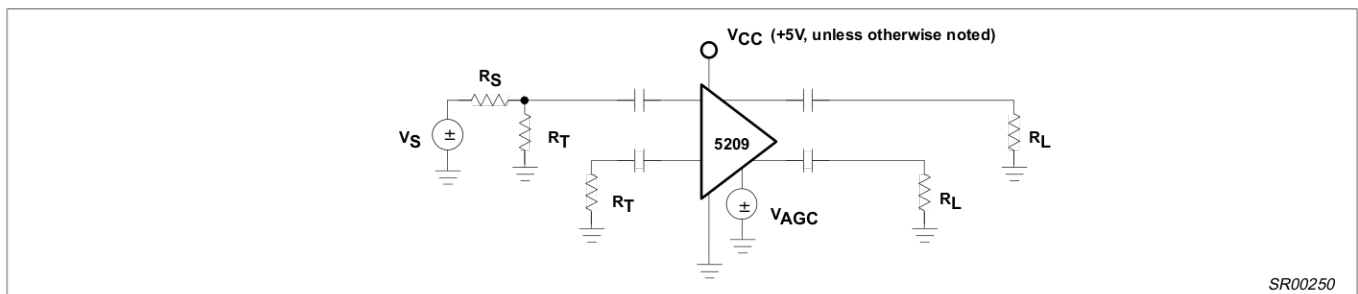 VCC (+5V, unless otherwise noted)
RS
VS
±
RT
5209
RL
RT
±
VAGC
RL
SR00250